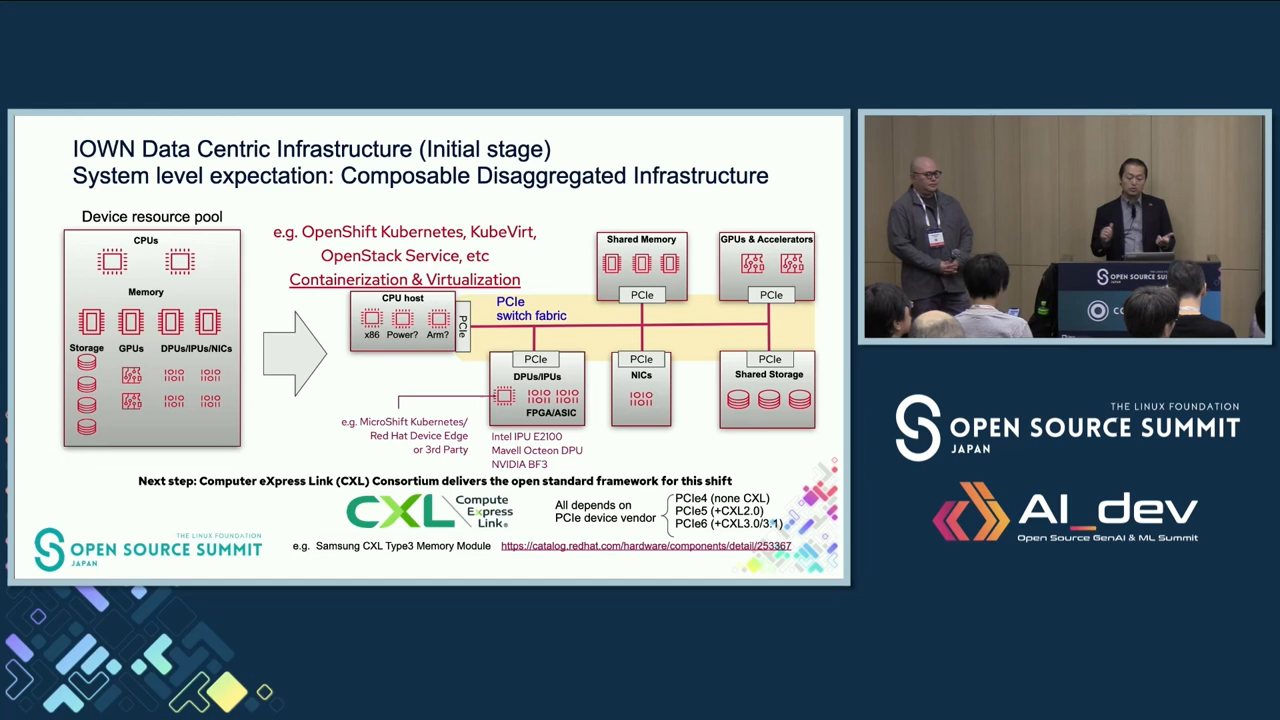 IOWN Data Centric Infrastructure (Initial stage)
System level expectation: Composable Disaggregated Infrastructure
Device resource pool
CPUs
Memory
Storage
GPUs
DPUs/IPUs/NICs
e.g. OpenShift Kubernetes, KubeVirt,
OpenStack Service, etc
Containerization & Virtualization
CPU host
x86 Power? Arm?
PCIe
PCIe
switch fabric
Shared Memory
PCIe
GPUs & Accelerators
PCIe
PCIe
DPUs/IPUs
FPGA/ASIC
PCIe
NICs
PCIe
Shared Storage
e.g. MicroShift Kubernetes/
Red Hat Device Edge
or 3rd Party
Intel IPU E2100
Mavell Octeon DPU
NVIDIA BF3
Next step: Computer eXpress Link (CXL) Consortium delivers the open standard framework for this shift
CXL
Compute
Express
Link®
All depends on
PCIe device vendor
PCIe4 (none CXL)
PCIe5 (+CXL2.0)
PCIe6 (+CXL3.0/3.1)
e.g. Samsung CXL Type3 Memory Module https://catalog.redhat.com/hardware/components/detail/253367
THE LINUX FOUNDATION
OPEN SOURCE SUMMIT
JAPAN
OPEN SOURCE SUM
THE LINUX FOUNDATION
OPEN SOURCE SUMMIT
JAPAN
AI_dev
Open Source GenAI & ML Summit